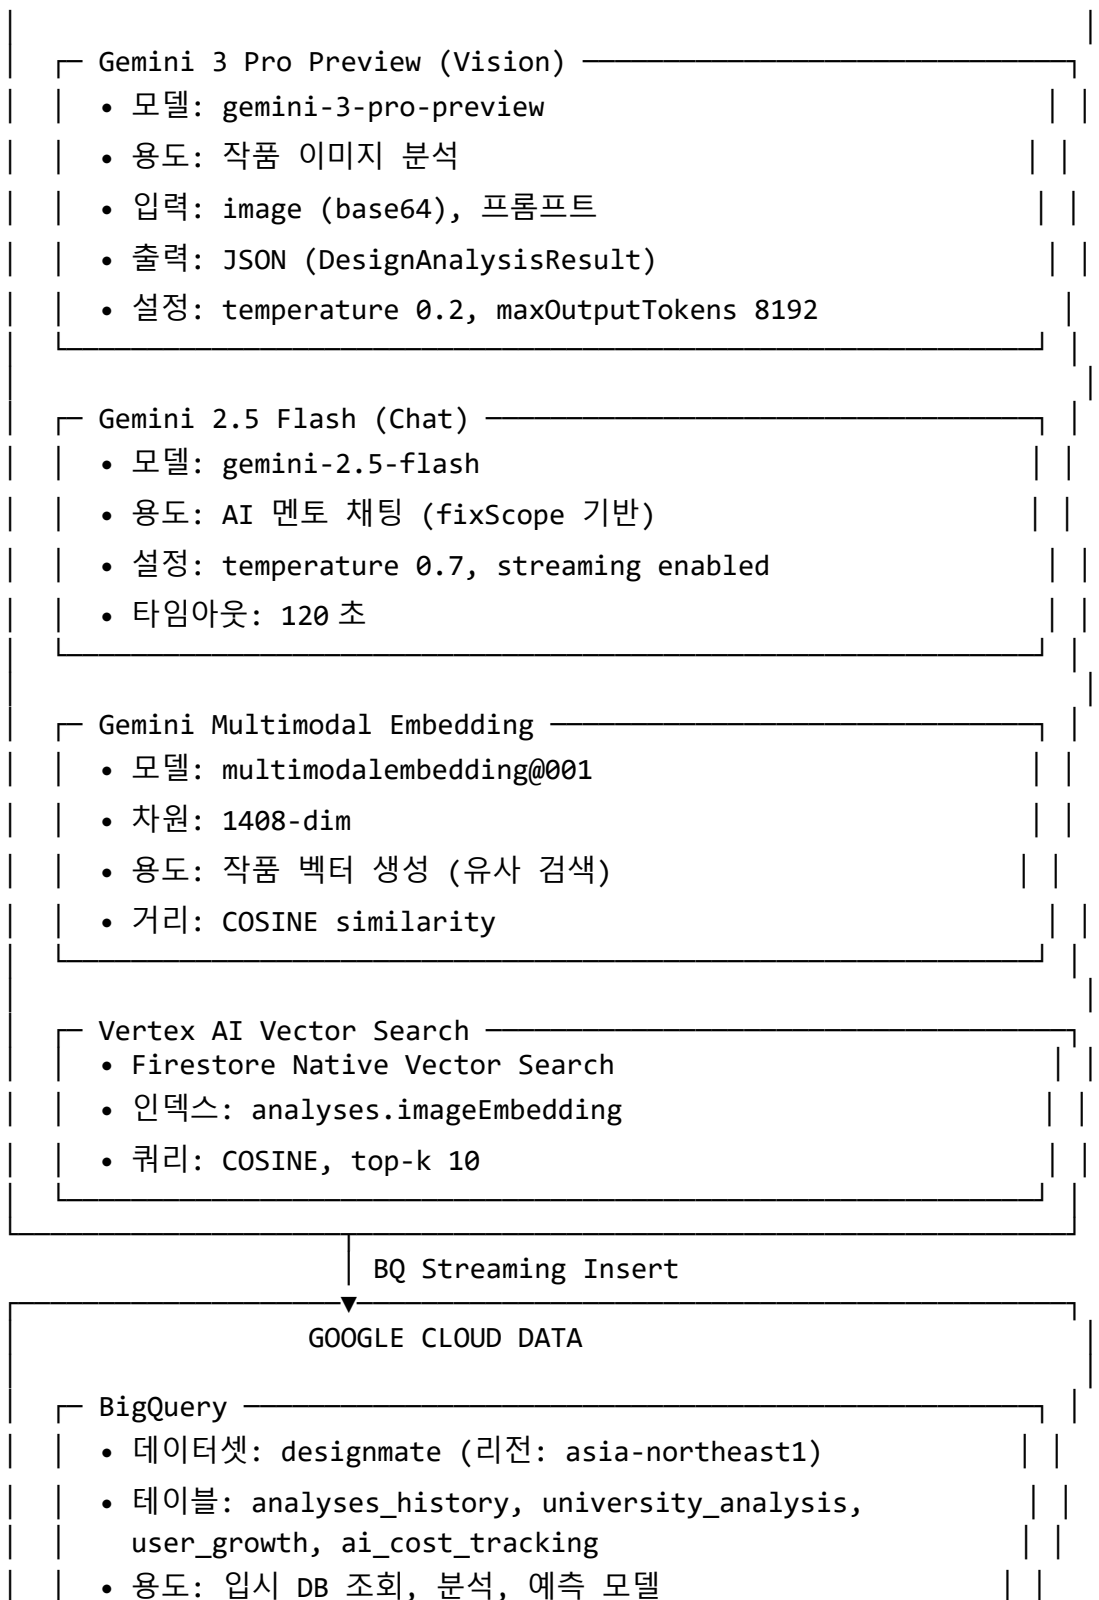 Gemini 3 Pro Preview (Vision)
• 모델: gemini-3-pro-preview
• 용도: 작품 이미지 분석
• 입력: image (base64), 프롬프트
• 출력: JSON (DesignAnalysisResult)
• 설정: temperature 0.2, maxOutputTokens 8192
Gemini 2.5 Flash (Chat)
• 모델: gemini-2.5-flash
• 용도: AI 멘토 채팅 (fixScope 기반)
• 설정: temperature 0.7, streaming enabled
• 타임아웃: 120 초
Gemini Multimodal Embedding
• 모델: multimodalembedding@001
• 차원: 1408-dim
• 용도: 작품 벡터 생성 (유사 검색)
• 거리: COSINE similarity
Vertex AI Vector Search
• Firestore Native Vector Search
• 인덱스: analyses.imageEmbedding
• 쿼리: COSINE, top-k 10
BQ Streaming Insert
GOOGLE CLOUD DATA
BigQuery
• 데이터셋: designmate (리전: asia-northeast1)
• 테이블: analyses_history, university_analysis,
user_growth, ai_cost_tracking
• 용도: 입시 DB 조회, 분석, 예측 모델